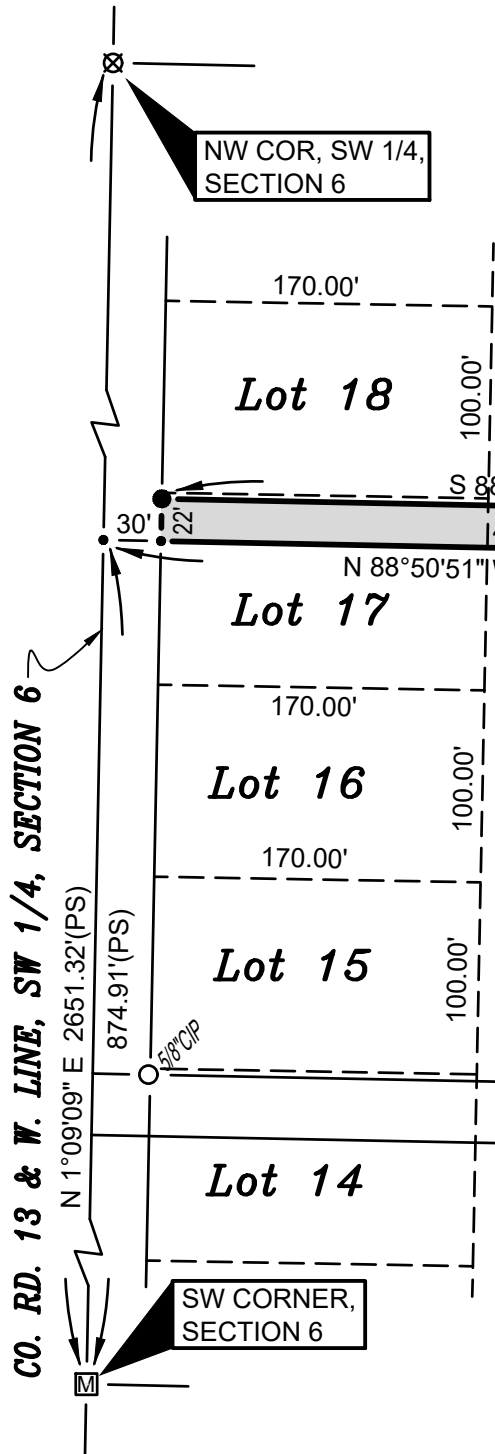 NW COR, SW 1/4,
SECTION 6
170.00'
Lot 18
100.00'
S 88
30'
22'
N 88°50'51"
Lot 17
170.00'
Lot 16
100.00'
170.00'
CO. RD. 13 & W. LINE, SW 1/4, SECTION 6
N 1°09'09" E 2651.32'(PS)
874.91'(PS)
Lot 15
100.00'
5/8"CIP
Lot 14
SW CORNER,
SECTION 6
M